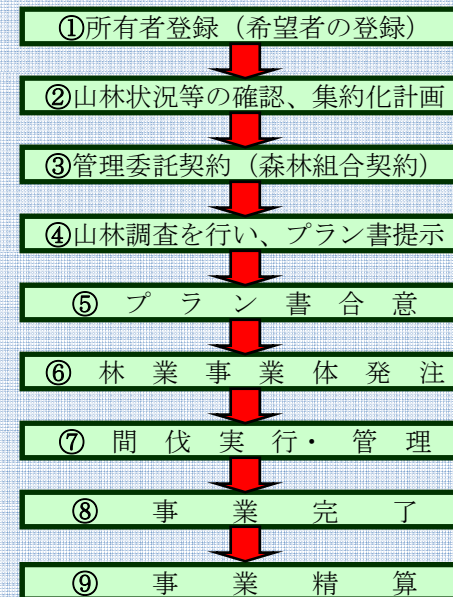 ①所有者登録（希望者の登録）
②山林状況等の確認、集約化計画
③管理委託契約（森林組合契約）
④山林調査を行い、プラン書提示
⑤プラン書合意
⑥林業事業体発注
⑦間伐実行・管理
⑧事業完了
⑨事業精算